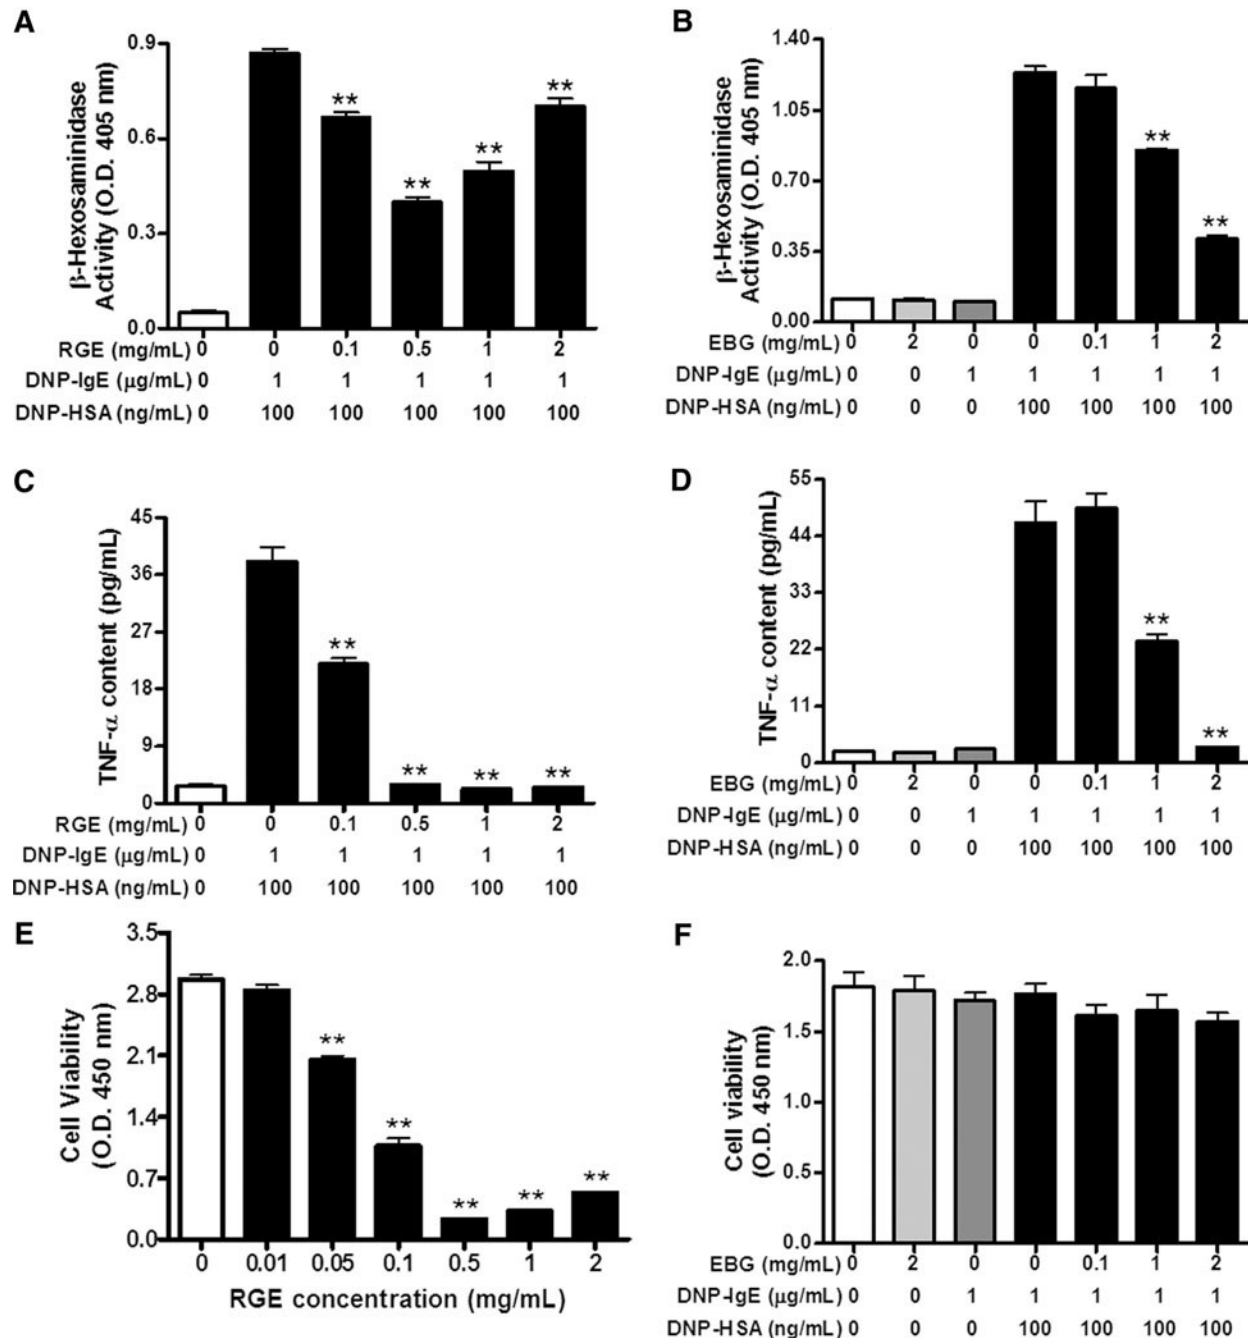 A
β-Hexosaminidase
Activity (O.D. 405 nm)
0.9
0.6
0.3
0.0
** ** ** **
RGE (mg/mL) 0 0 0.1 0.5 1 2
DNP-IgE (μg/mL) 0 1 1 1 1 1
DNP-HSA (ng/mL) 0 100 100 100 100 100
B
β-Hexosaminidase
Activity (O.D. 405 nm)
1.40
1.05
0.70
0.35
0.00
** **
EBG (mg/mL) 0 2 0 0 0.1 1 2
DNP-IgE (μg/mL) 0 0 1 1 1 1 1
DNP-HSA (ng/mL) 0 0 0 100 100 100 100
C
TNF-α content (pg/mL)
45
36
27
18
9
0
** ** ** **
RGE (mg/mL) 0 0 0.1 0.5 1 2
DNP-IgE (μg/mL) 0 1 1 1 1 1
DNP-HSA (ng/mL) 0 100 100 100 100 100
D
TNF-α content (pg/mL)
55
44
33
22
11
0
** **
EBG (mg/mL) 0 2 0 0 0.1 1 2
DNP-IgE (μg/mL) 0 0 1 1 1 1 1
DNP-HSA (ng/mL) 0 0 0 100 100 100 100
E
Cell Viability
(O.D. 450 nm)
3.5
2.8
2.1
1.4
0.7
0.0
** ** ** ** **
0 0.01 0.05 0.1 0.5 1 2
RGE concentration (mg/mL)
F
Cell viability
(O.D. 450 nm)
2.0
1.5
1.0
0.5
0.0
EBG (mg/mL) 0 2 0 0 0.1 1 2
DNP-IgE (μg/mL) 0 0 1 1 1 1 1
DNP-HSA (ng/mL) 0 0 0 100 100 100 100